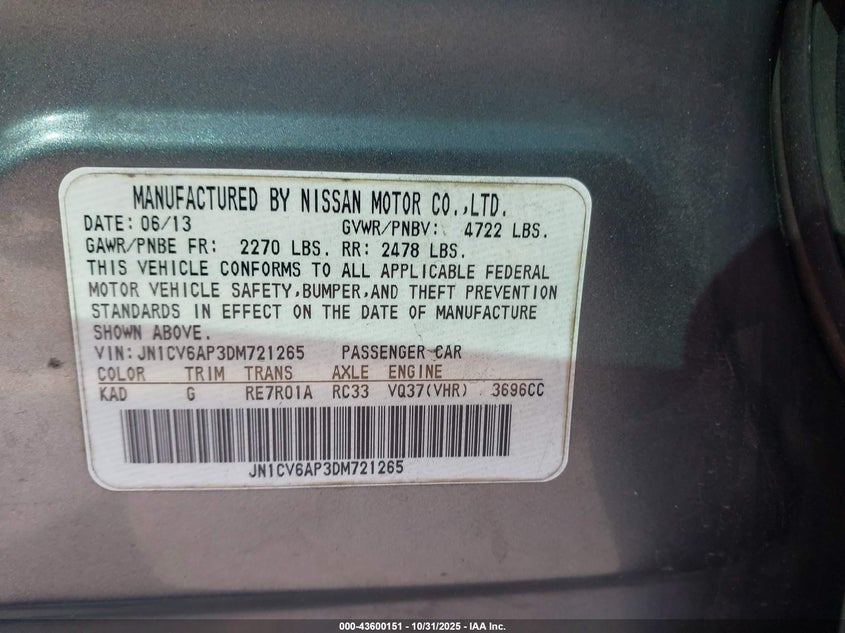 MANUFACTURED BY NISSAN MOTOR CO.,LTD.
DATE: 06/13 GVWR/PNBV: 4722 LBS.
GAWR/PNBE FR: 2270 LBS. RR: 2478 LBS.
THIS VEHICLE CONFORMS TO ALL APPLICABLE FEDERAL
MOTOR VEHICLE SAFETY,BUMPER,AND THEFT PREVENTION
STANDARDS IN EFFECT ON THE DATE OF MANUFACTURE
SHOWN ABOVE.
VIN: JN1CV6AP3DM721265 PASSENGER CAR
COLOR TRIM TRANS AXLE ENGINE
KAD G RE7R01A RC33 VQ37(VHR) 3696CC
JN1CV6AP3DM721265
000-43600151 - 10/31/2025 - IAA Inc.